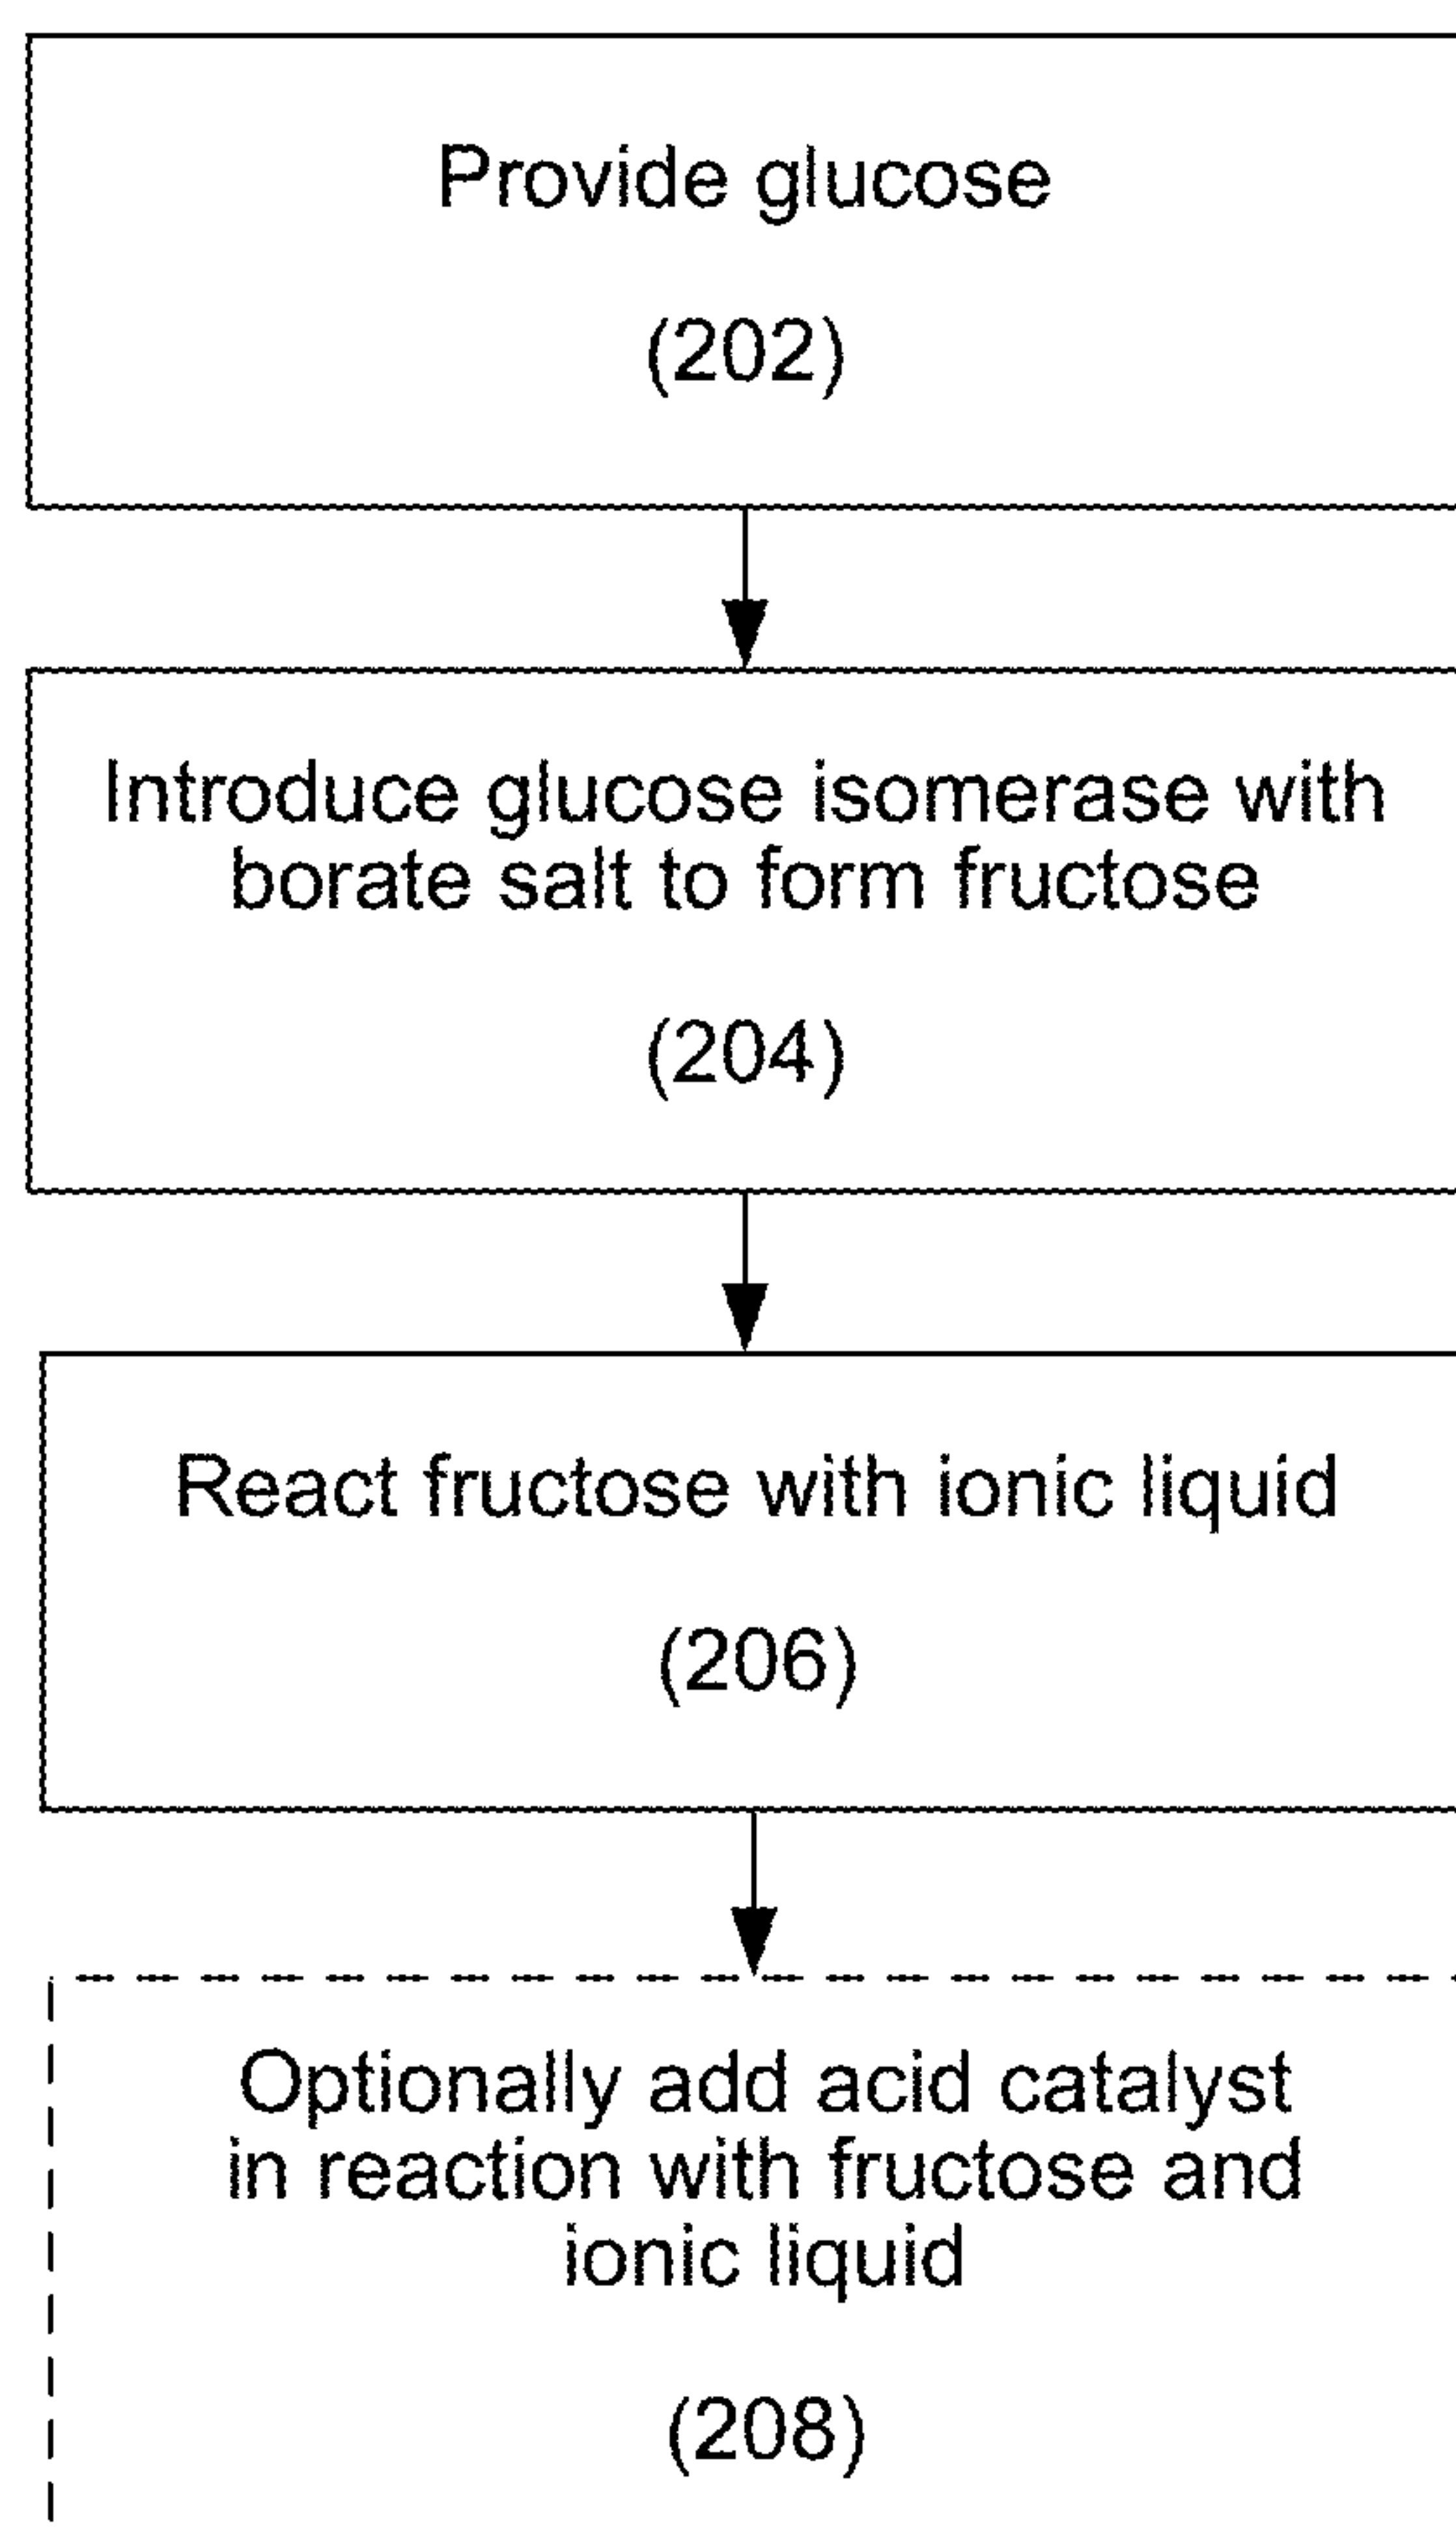 Provide glucose
(202)
Introduce glucose isomerase with
borate salt to form fructose
(204)
React fructose with ionic liquid
(206)
Optionally add acid catalyst
in reaction with fructose and
ionic liquid
(208)